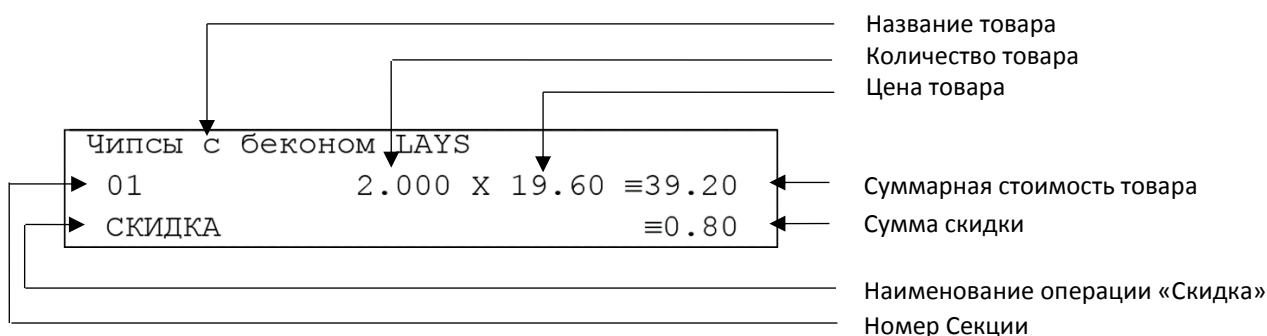 Название товара
Количество товара
Цена товара
Чипсы с беконом LAYS
01 2.000 X 19.60 ≡39.20
Суммарная стоимость товара
СКИДКА ≡0.80
Сумма скидки
Наименование операции «Скидка»
Номер Секции